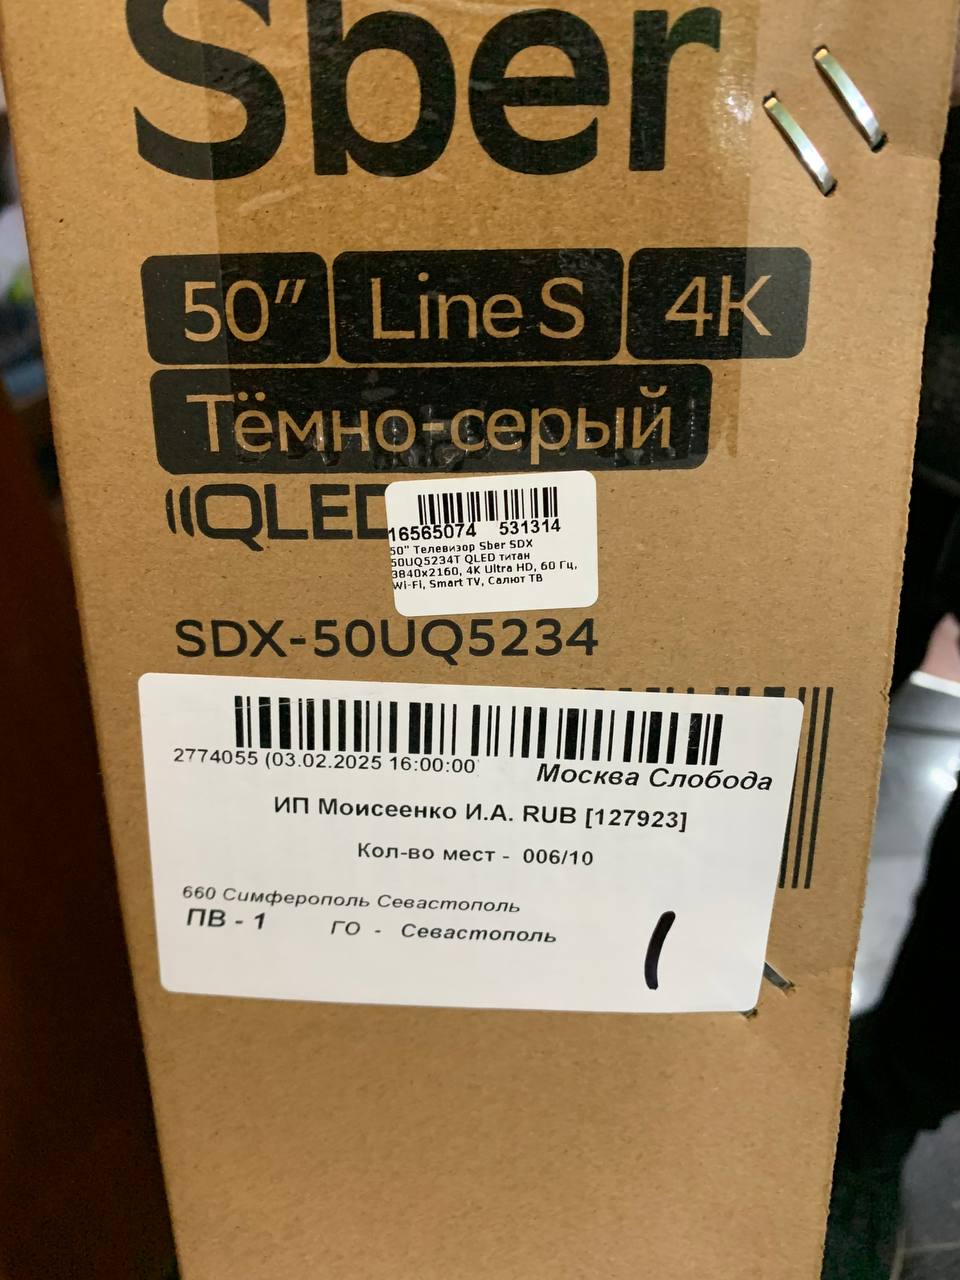 Sber
50" Line S 4K
Тёмно-серый
QLED
16565074 531314
50" Телевизор Sber SDX
50UQ5234T QLED титан
3840x2160, 4K Ultra HD, 60 Гц,
Wi-Fi, Smart TV, Салют ТВ
SDX-50UQ5234
2774055 (03.02.2025 16:00:00
Москва Слобода
ИП Моисеенко И.А. RUB [127923]
Кол-во мест - 006/10
660 Симферополь Севастополь
ПВ - 1 ГО - Севастополь